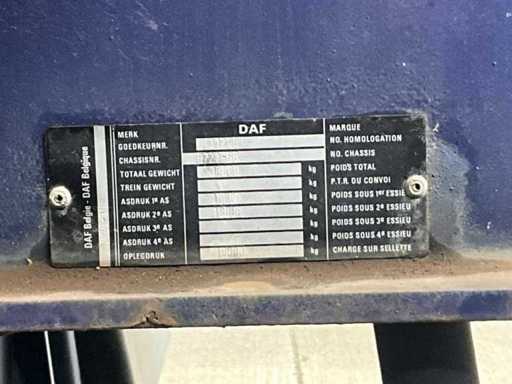 DAF België - DAF Belgique
MERK DAF MARQUE
GOEDKEURNR. NO. HOMOLOGATION
CHASSISNR. NO. CHASSIS
TOTAAL GEWICHT kg POIDS TOTAL
TREIN GEWICHT kg P.T.R. DU CONVOI
ASDRUK 1ᵉ AS kg POIDS SOUS 1ᵉʳ ESSIEU
ASDRUK 2ᵉ AS kg POIDS SOUS 2ᵉ ESSIEU
ASDRUK 3ᵉ AS kg POIDS SOUS 3ᵉ ESSIEU
ASDRUK 4ᵉ AS kg POIDS SOUS 4ᵉ ESSIEU
OPLEGDRUK kg CHARGE SUR SELLETTE